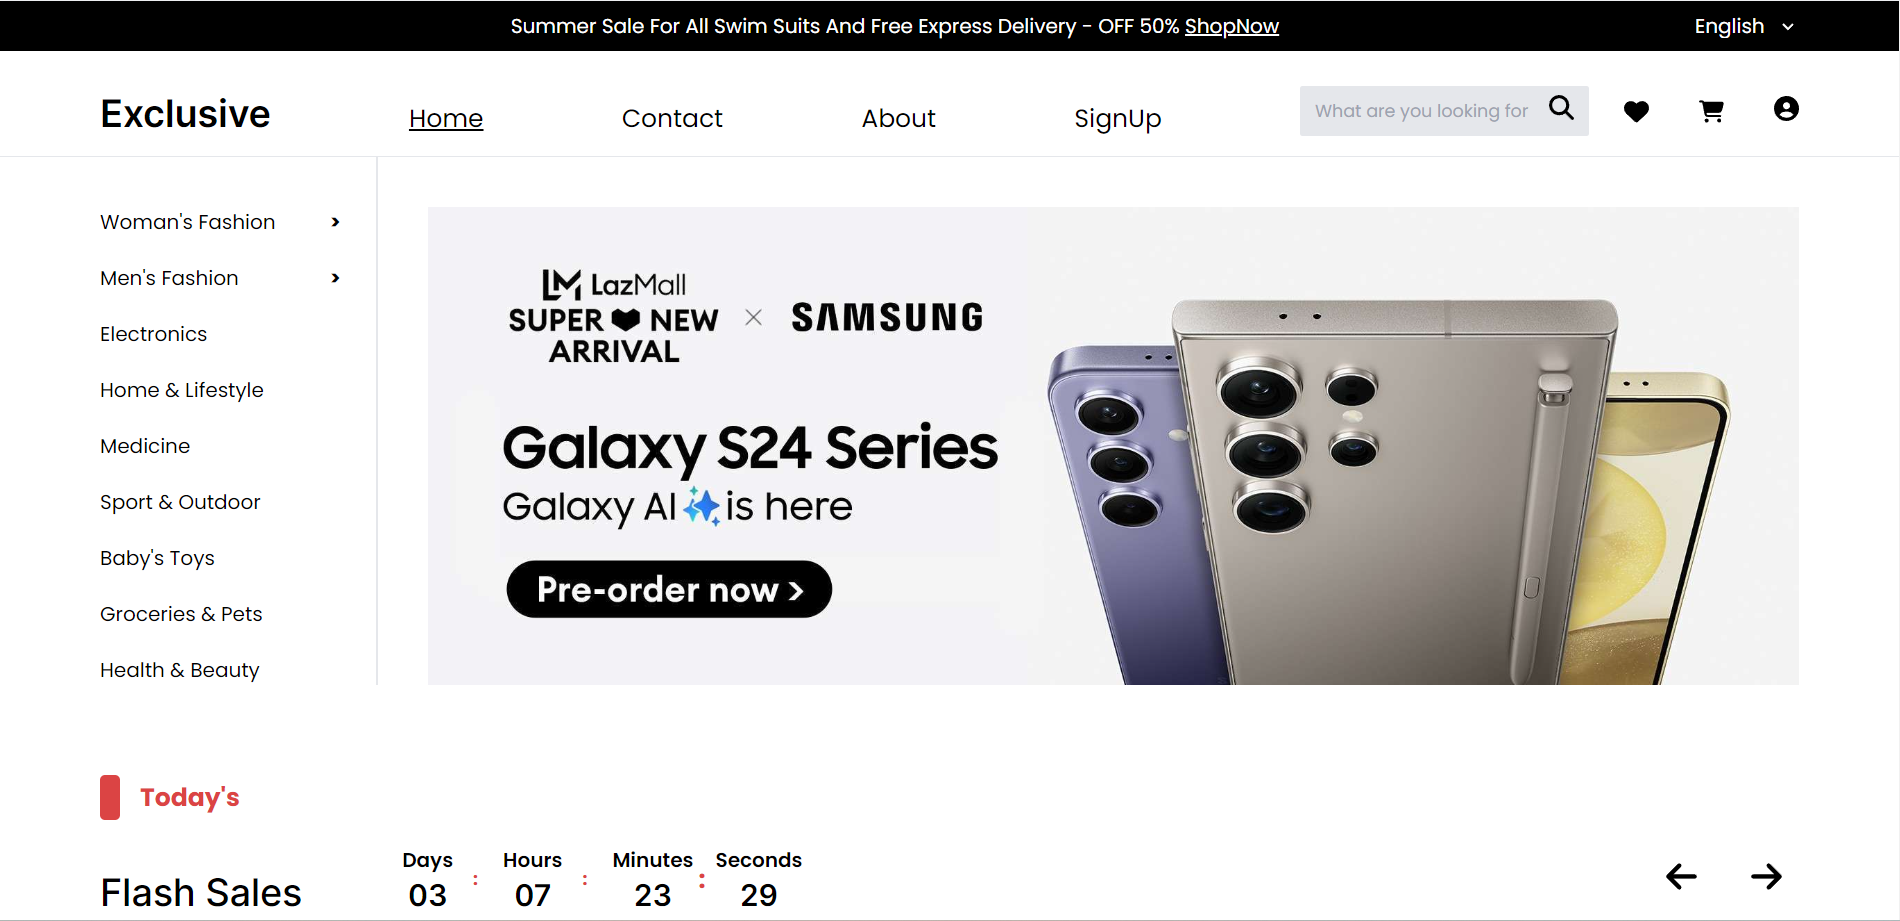 Summer Sale For All Swim Suits And Free Express Delivery - OFF 50% ShopNow
English
Exclusive
Home
Contact
About
SignUp
What are you looking for
Woman's Fashion
Men's Fashion
Electronics
Home & Lifestyle
Medicine
Sport & Outdoor
Baby's Toys
Groceries & Pets
Health & Beauty
LM LazMall
SUPER NEW
ARRIVAL
×
SAMSUNG
Galaxy S24 Series
Galaxy AI is here
Pre-order now >
Today's
Flash Sales
Days : Hours : Minutes : Seconds
03 07 23 29